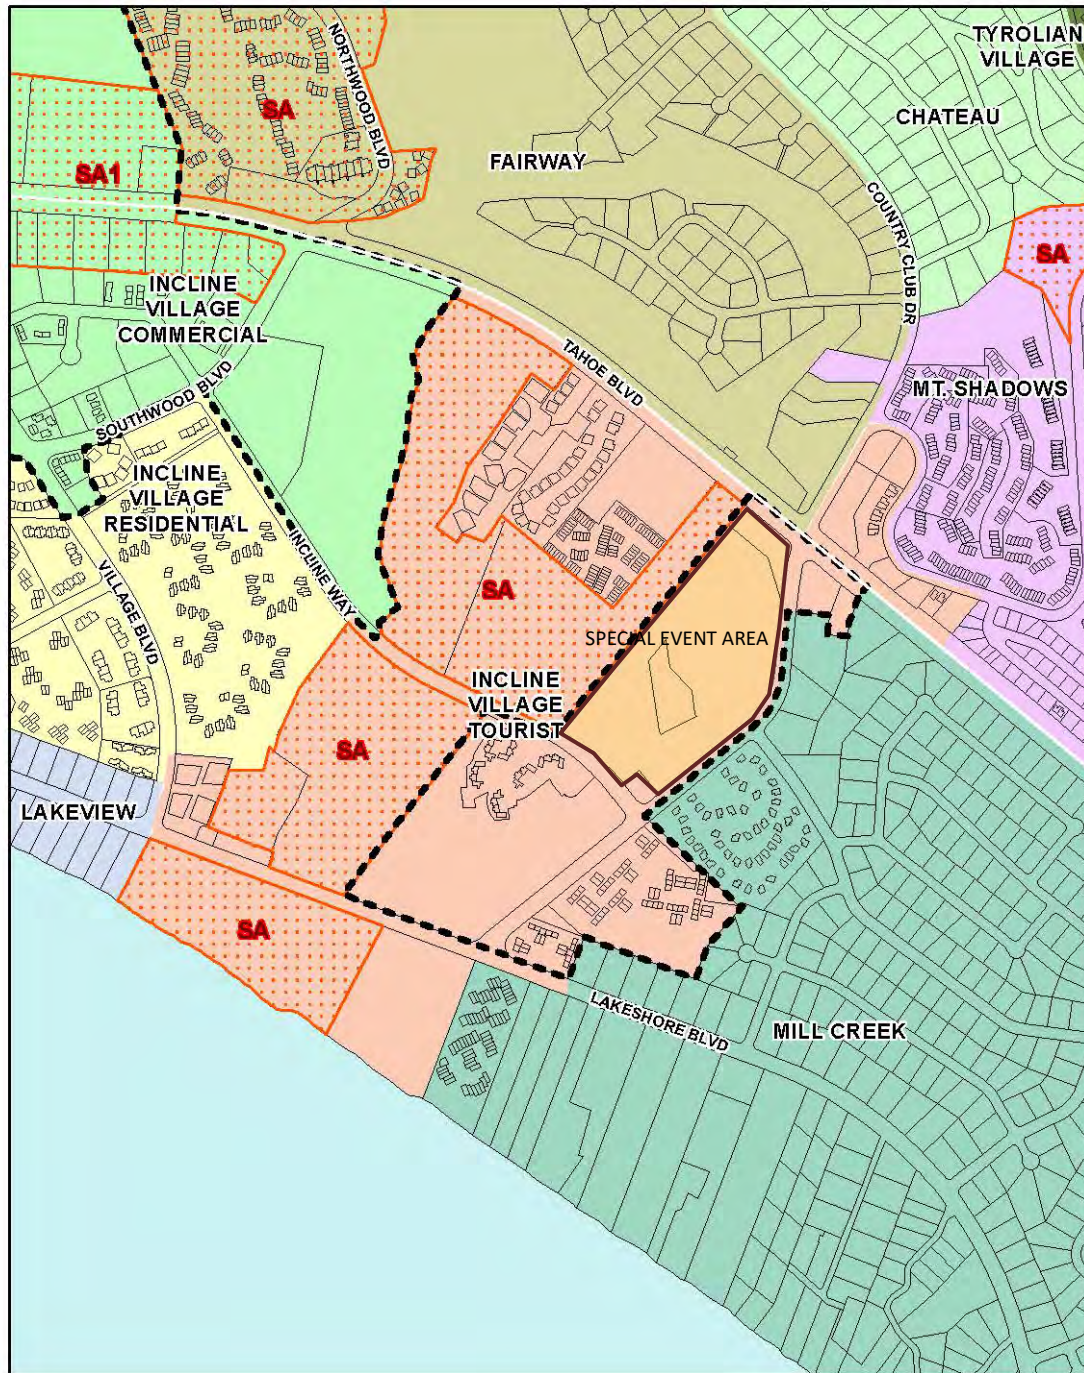 TYROLIAN
VILLAGE
NORTHWOOD BLVD
SA
CHATEAU
FAIRWAY
SA1
COUNTRY CLUB DR
SA
INCLINE
VILLAGE
COMMERCIAL
TAHOE BLVD
MT. SHADOWS
SOUTHWOOD BLVD
INCLINE
VILLAGE
RESIDENTIAL
INCLINE WAY
VILLAGE BLVD
SA
SPECIAL EVENT AREA
INCLINE
VILLAGE
TOURIST
SA
LAKEVIEW
SA
LAKESHORE BLVD
MILL CREEK